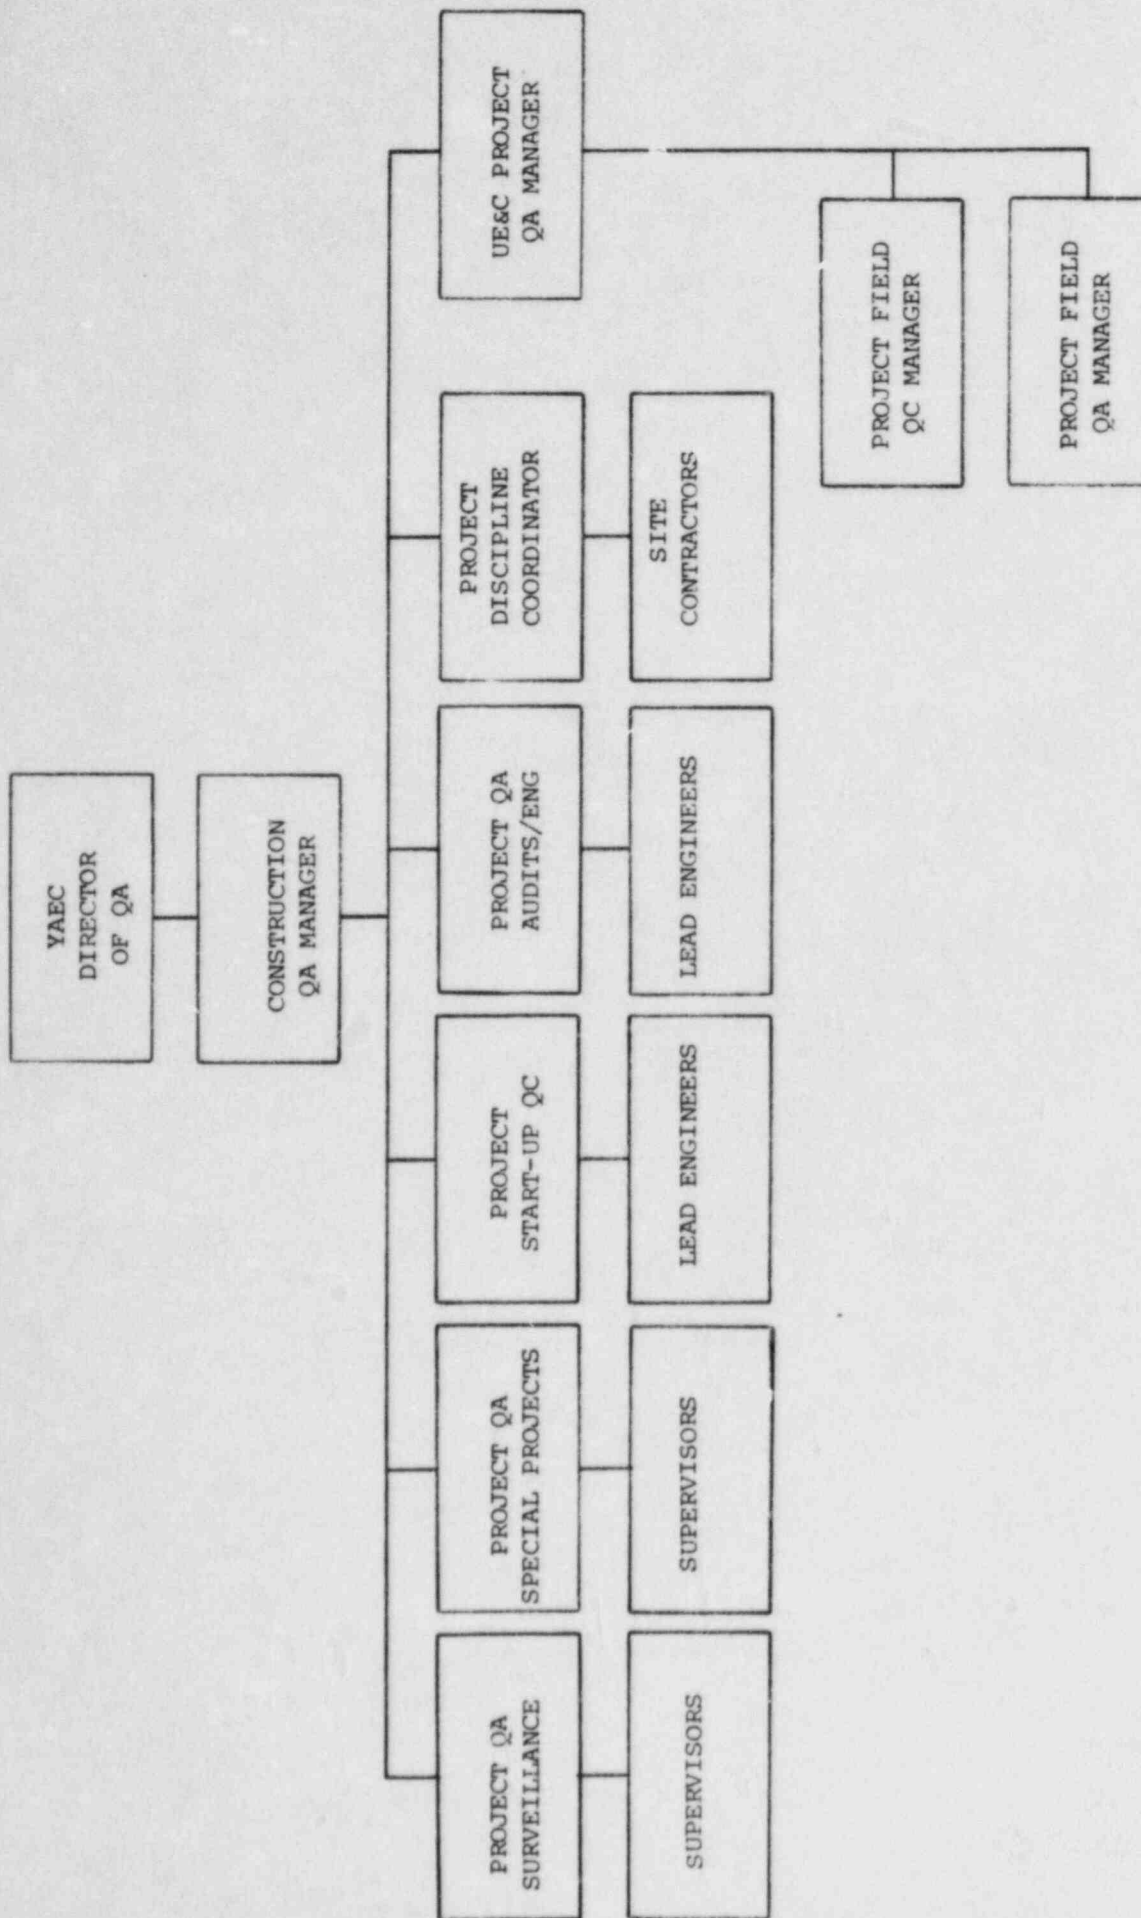 YAEC
DIRECTOR
OF QA
CONSTRUCTION
QA MANAGER
PROJECT QA
SURVEILLANCE
PROJECT QA
SPECIAL PROJECTS
PROJECT
START-UP QC
PROJECT QA
AUDITS/ENG
PROJECT
DISCIPLINE
COORDINATOR
UE&C PROJECT
QA MANAGER
SUPERVISORS
SUPERVISORS
LEAD ENGINEERS
LEAD ENGINEERS
SITE
CONTRACTORS
PROJECT FIELD
QC MANAGER
PROJECT FIELD
QA MANAGER